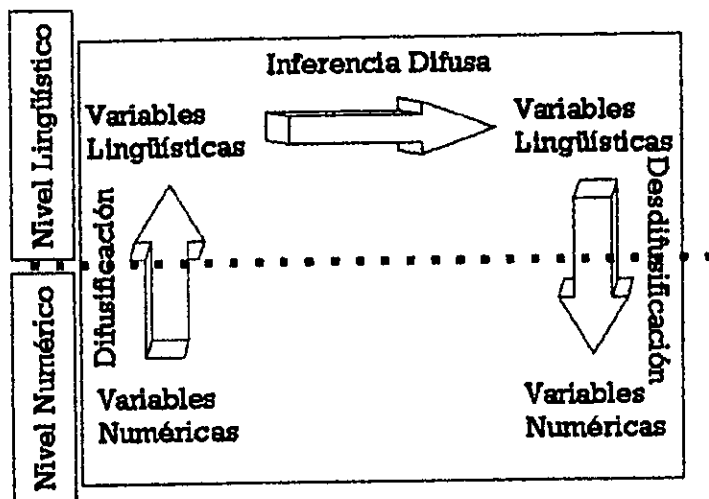 Nivel Lingüístico
Inferencia Difusa
Variables
Lingüísticas
Variables
Lingüísticas
Difusificación
Desdifusificación
Nivel Numérico
Variables
Numéricas
Variables
Numéricas